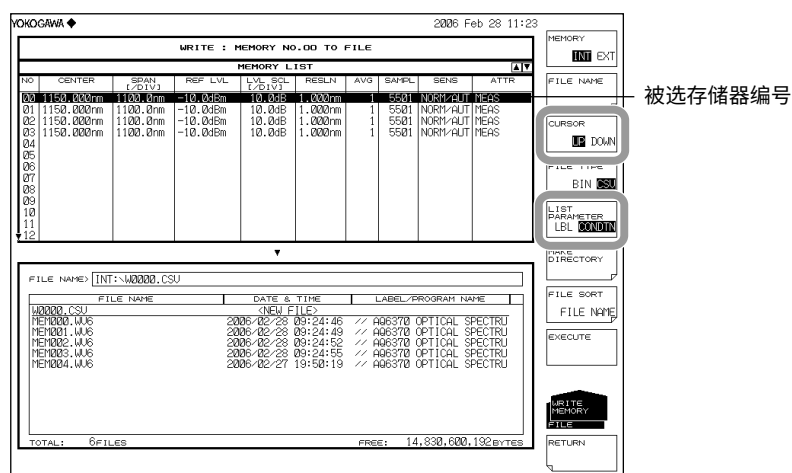 YOKOGAWA ◆ 2006 Feb 28 11:23
WRITE : MEMORY NO.00 TO FILE
MEMORY LIST ▲ ▼
NO CENTER SPAN [/DIV] REF LVL LVL SCL [/DIV] RESLN AVG SAMPL SENS ATTR
00 1150.000nm 1100.0nm -10.0dBm 10.0dB 1.000nm 1 5501 NORM/AUT MEAS
01 1150.000nm 1100.0nm -10.0dBm 10.0dB 1.000nm 1 5501 NORM/AUT MEAS
02 1150.000nm 1100.0nm -10.0dBm 10.0dB 1.000nm 1 5501 NORM/AUT MEAS
03 1150.000nm 1100.0nm -10.0dBm 10.0dB 1.000nm 1 5501 NORM/AUT MEAS
04
05
06
07
08
09
10
11
▼12
▼
FILE NAME> INT:\W0000.CSV
FILE NAME DATE & TIME LABEL/PROGRAM NAME
W0000.CSV <NEW FILE>
MEM000.WV6 2006/02/28 09:24:46 // AQ6370 OPTICAL SPECTRU
MEM001.WV6 2006/02/28 09:24:49 // AQ6370 OPTICAL SPECTRU
MEM002.WV6 2006/02/28 09:24:52 // AQ6370 OPTICAL SPECTRU
MEM003.WV6 2006/02/28 09:24:55 // AQ6370 OPTICAL SPECTRU
MEM004.WV6 2006/02/27 19:50:19 // AQ6370 OPTICAL SPECTRU
TOTAL: 6FILES FREE: 14,830,600,192BYTES
MEMORY
INT EXT
FILE NAME
CURSOR
UP DOWN
FILE TYPE
BIN CSV
LIST
PARAMETER
LBL CONDTN
MAKE
DIRECTORY
FILE SORT
FILE NAME
EXECUTE
WRITE
MEMORY
FILE
RETURN
被选存储器编号